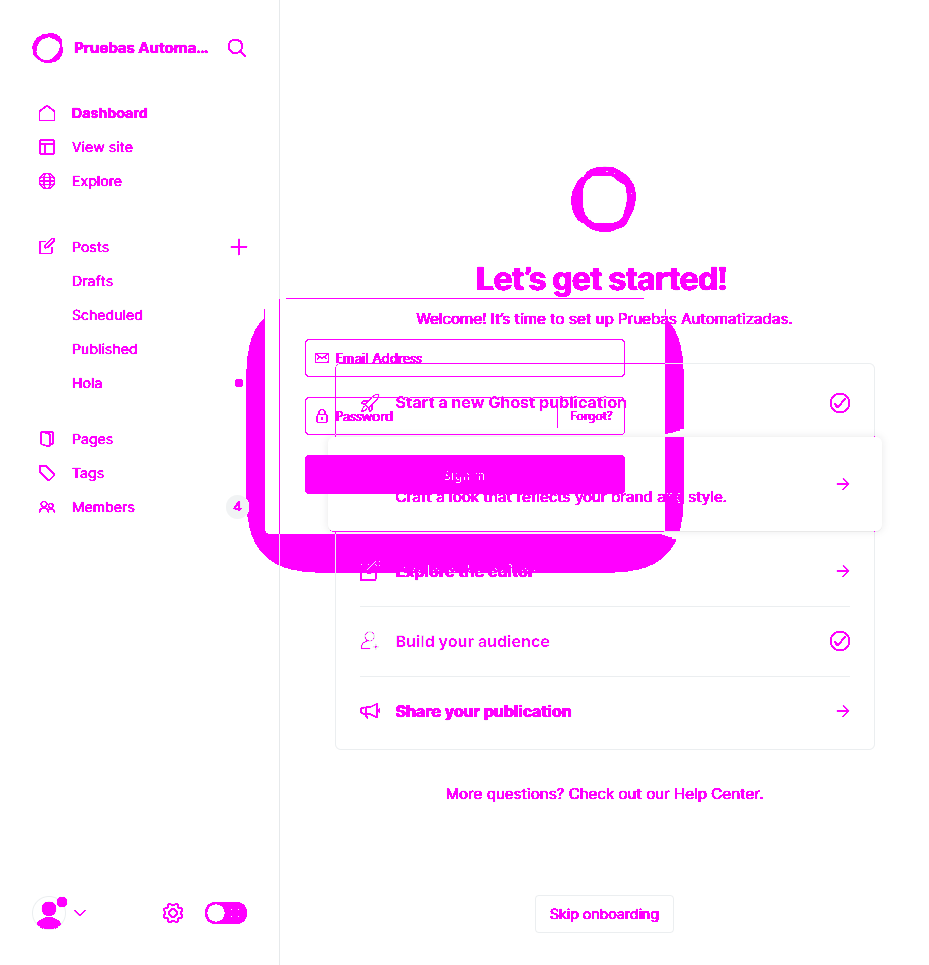 Pruebas Automa...
Dashboard
View site
Explore
Posts
Drafts
Scheduled
Published
Hola
Pages
Tags
Members
4
Let's get started!
Welcome! It's time to set up Pruebas Automatizadas.
Email Address
Start a new Ghost publication
Password
Forgot?
Sign in
Craft a look that reflects your brand and style.
Explore the editor
Build your audience
Share your publication
More questions? Check out our Help Center.
Skip onboarding